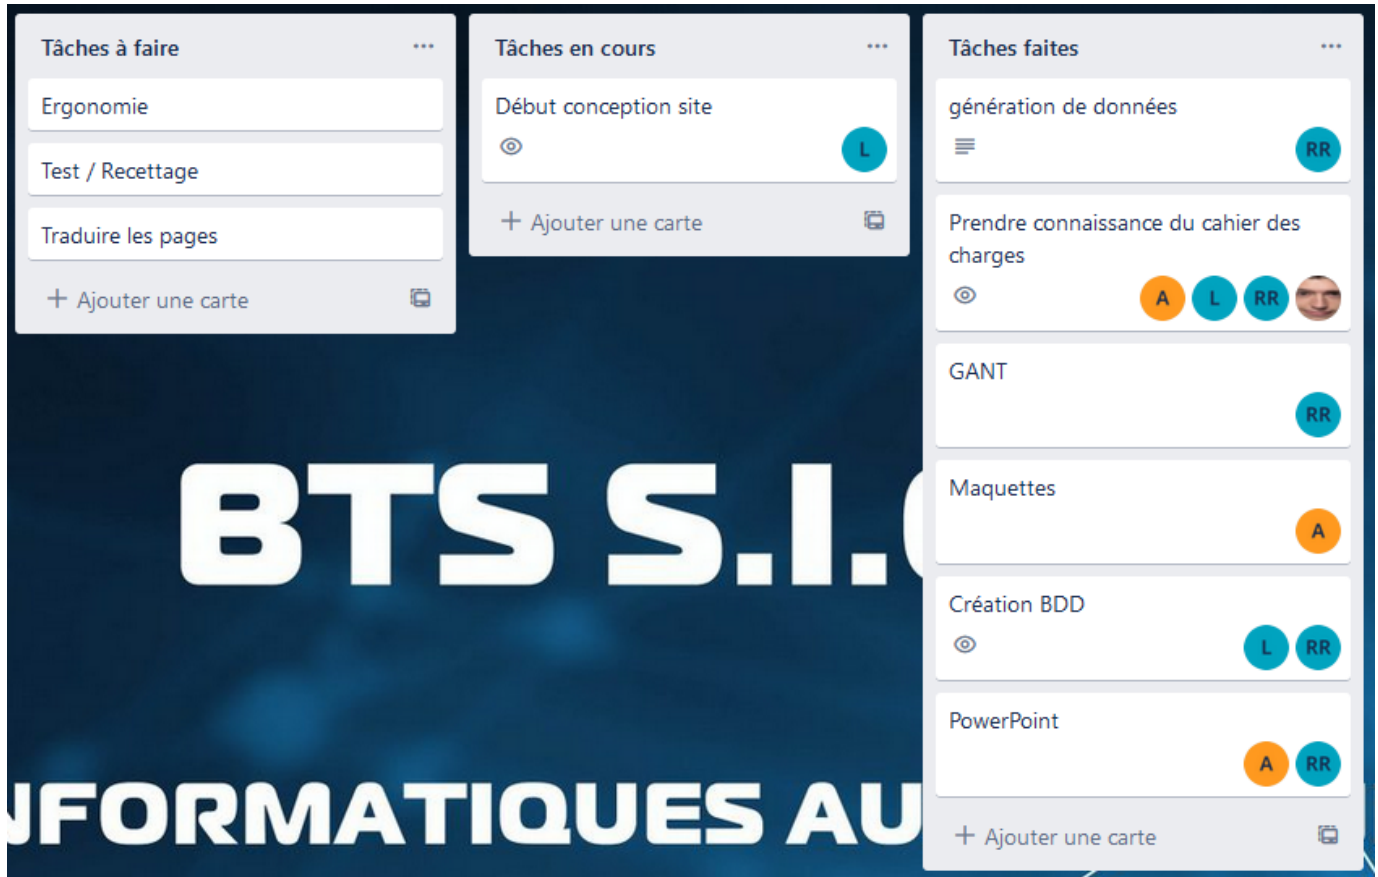 Tâches à faire
Ergonomie
Test / Recettage
Traduire les pages
Ajouter une carte
Tâches en cours
Début conception site
L
Ajouter une carte
Tâches faites
génération de données
RR
Prendre connaissance du cahier des
charges
A L RR
GANT
RR
Maquettes
A
Création BDD
L RR
PowerPoint
A RR
Ajouter une carte
BTS S.I.
NFORMATIQUES AU